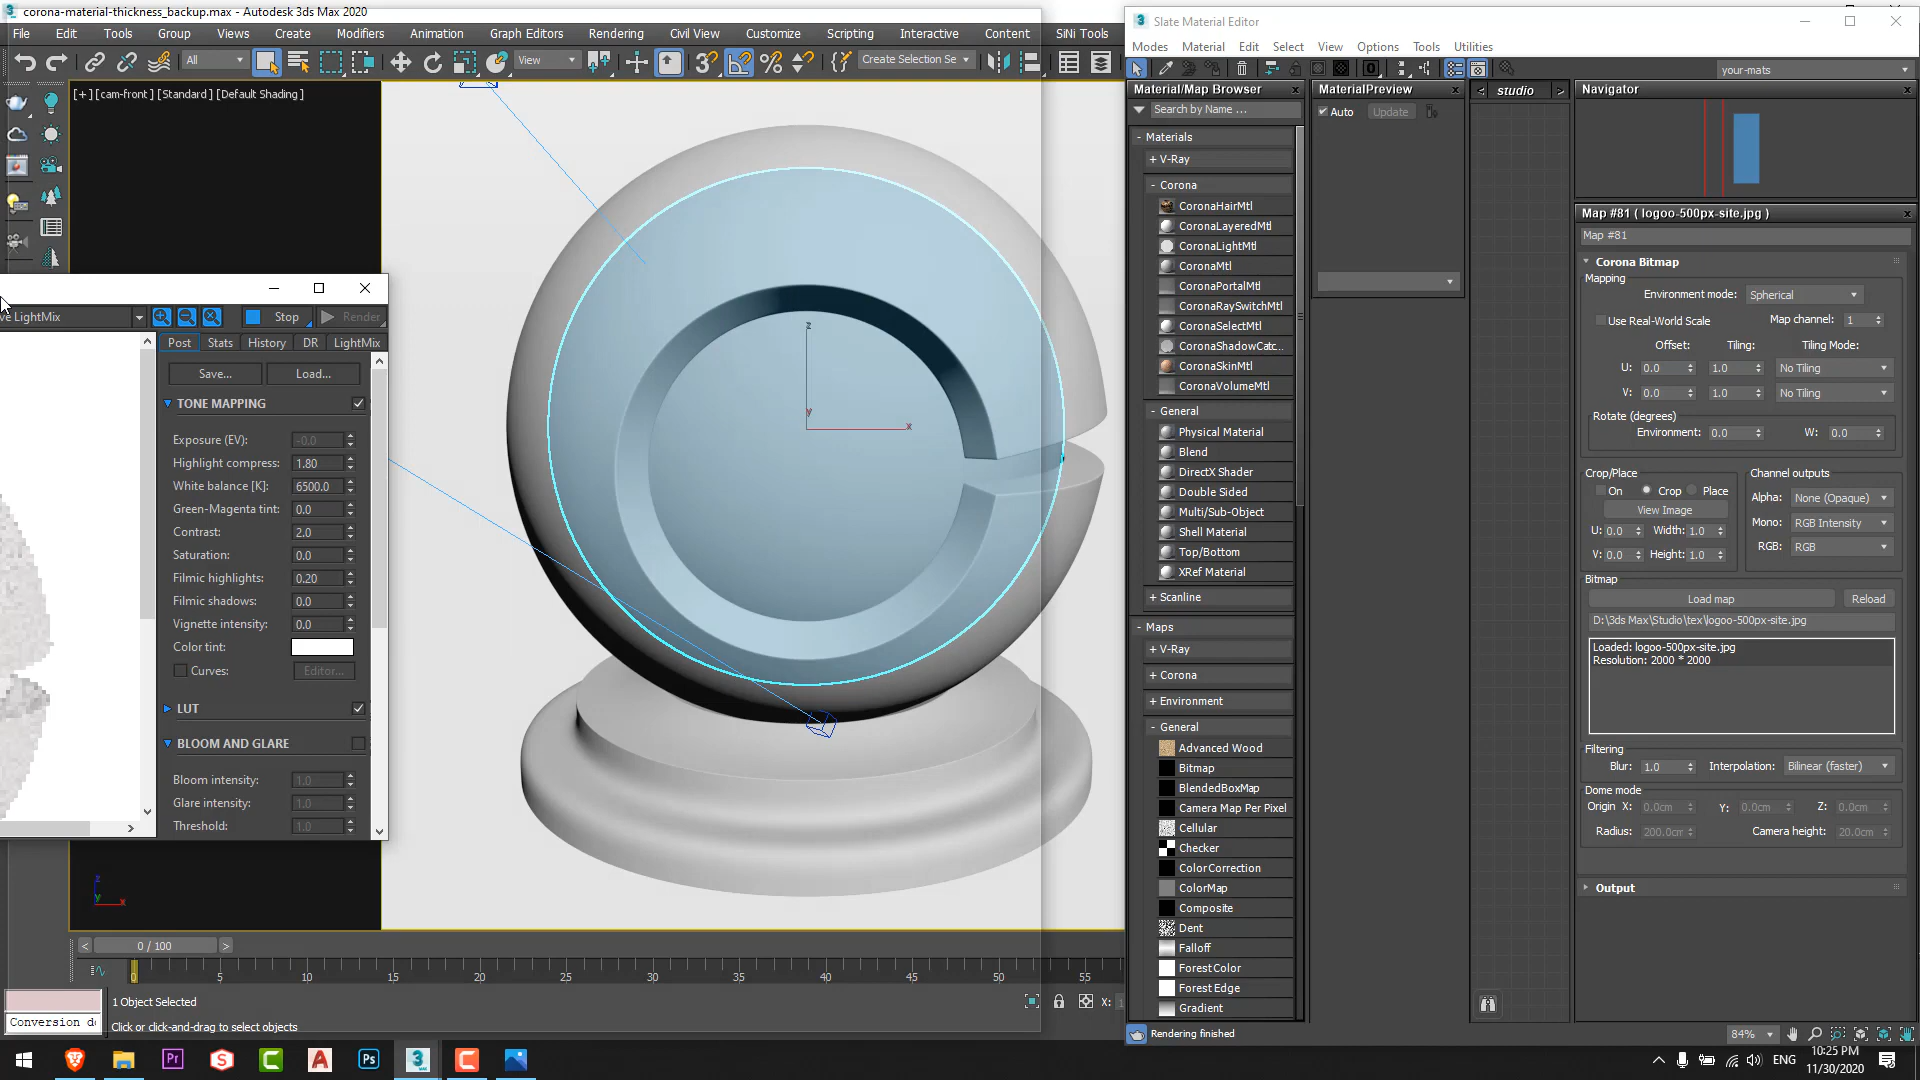 corona-material-thickness_backup.max - Autodesk 3ds Max 2020
File Edit Tools Group Views Create Modifiers Animation Graph Editors Rendering Civil View Customize Scripting Interactive Content SiNi Tools
All View Create Selection Se
[+] [cam-front] [Standard] [Default Shading]
ve LightMix Stop Render
Post Stats History DR LightMix
Save... Load...
TONE MAPPING
Exposure (EV): -0.0
Highlight compress: 1.80
White balance [K]: 6500.0
Green-Magenta tint: 0.0
Contrast: 2.0
Saturation: 0.0
Filmic highlights: 0.20
Filmic shadows: 0.0
Vignette intensity: 0.0
Color tint:
Curves: Editor...
LUT
BLOOM AND GLARE
Bloom intensity: 1.0
Glare intensity: 1.0
Threshold: 1.0
z
y
x
z
y x
< 0 / 100 >
0 5 10 15 20 25 30 35 40 45 50 55
1 Object Selected X:
Conversion d
Click or click-and-drag to select objects
Slate Material Editor
Modes Material Edit Select View Options Tools Utilities
your-mats
Material/Map Browser
Search by Name ...
- Materials
+ V-Ray
- Corona
CoronaHairMtl
CoronaLayeredMtl
CoronaLightMtl
CoronaMtl
CoronaPortalMtl
CoronaRaySwitchMtl
CoronaSelectMtl
CoronaShadowCatc...
CoronaSkinMtl
CoronaVolumeMtl
- General
Physical Material
Blend
DirectX Shader
Double Sided
Multi/Sub-Object
Shell Material
Top/Bottom
XRef Material
+ Scanline
- Maps
+ V-Ray
+ Corona
+ Environment
- General
Advanced Wood
Bitmap
BlendedBoxMap
Camera Map Per Pixel
Cellular
Checker
ColorCorrection
ColorMap
Composite
Dent
Falloff
ForestColor
Forest Edge
Gradient
Rendering finished
MaterialPreview
Auto Update
< studio >
Navigator
Map #81 ( logoo-500px-site.jpg )
Map #81
Corona Bitmap
Mapping
Environment mode: Spherical
Use Real-World Scale Map channel: 1
Offset: Tiling: Tiling Mode:
U: 0.0 1.0 No Tiling
V: 0.0 1.0 No Tiling
Rotate (degrees)
Environment: 0.0 W: 0.0
Crop/Place Channel outputs
On Crop Place Alpha: None (Opaque)
View Image Mono: RGB Intensity
U: 0.0 Width: 1.0
V: 0.0 Height: 1.0 RGB: RGB
Bitmap
Load map Reload
D:\3ds Max\Studio\tex\logoo-500px-site.jpg
Loaded: logoo-500px-site.jpg
Resolution: 2000 * 2000
Filtering
Blur: 1.0 Interpolation: Bilinear (faster)
Dome mode
Origin X: 0.0cm Y: 0.0cm Z: 0.0cm
Radius: 200.0cm Camera height: 20.0cm
Output
84%
ENG 10:25 PM
11/30/2020